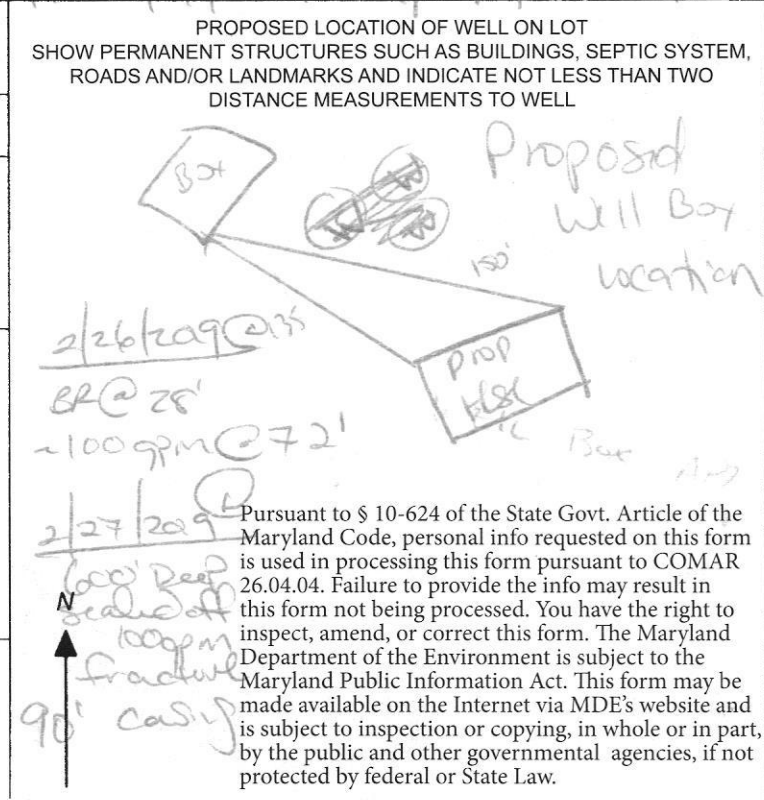 PROPOSED LOCATION OF WELL ON LOT
SHOW PERMANENT STRUCTURES SUCH AS BUILDINGS, SEPTIC SYSTEM,
ROADS AND/OR LANDMARKS AND INDICATE NOT LESS THAN TWO
DISTANCE MEASUREMENTS TO WELL
Box
Proposed
Well Box
Location
150'
2/26/2019 @
BR @ 28'
~100 gpm @ 72'
Prop
Box
2/27/2019
600' Deep
sealed off
100gpm
fracture
90' casing
N
Pursuant to § 10-624 of the State Govt. Article of the
Maryland Code, personal info requested on this form
is used in processing this form pursuant to COMAR
26.04.04. Failure to provide the info may result in
this form not being processed. You have the right to
inspect, amend, or correct this form. The Maryland
Department of the Environment is subject to the
Maryland Public Information Act. This form may be
made available on the Internet via MDE's website and
is subject to inspection or copying, in whole or in part,
by the public and other governmental agencies, if not
protected by federal or State Law.